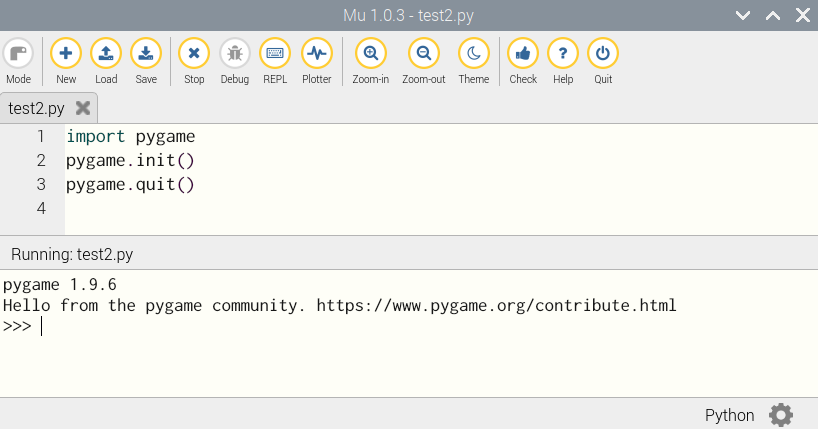 Mu 1.0.3 - test2.py
Mode New Load Save Stop Debug REPL Plotter Zoom-in Zoom-out Theme Check Help Quit
test2.py
1 import pygame
2 pygame.init()
3 pygame.quit()
4
Running: test2.py
pygame 1.9.6
Hello from the pygame community. https://www.pygame.org/contribute.html
>>>
Python